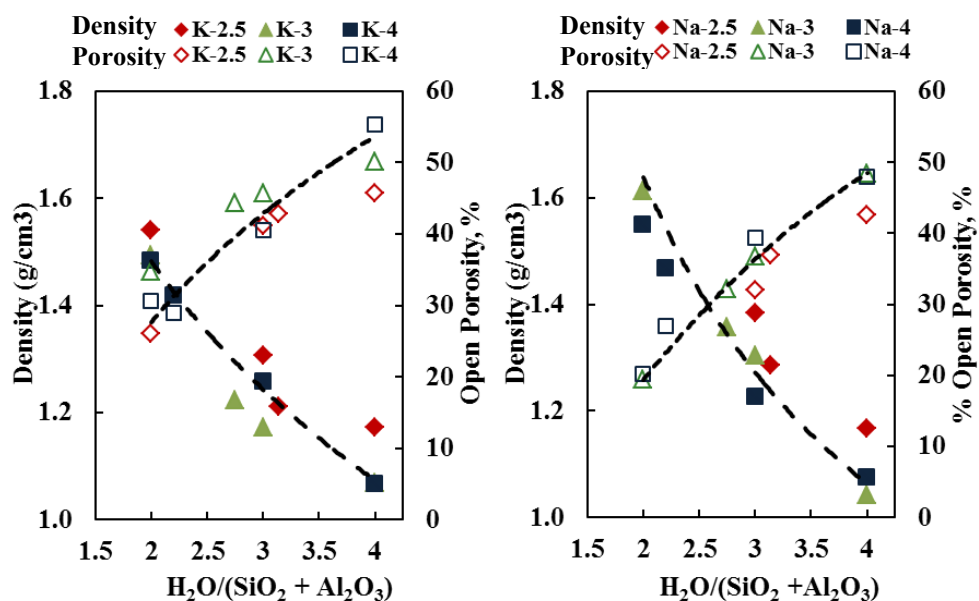 Density K-2.5 K-3 K-4
Porosity K-2.5 K-3 K-4
1.8
1.6
1.4
1.2
1.0
Density (g/cm3)
60
50
40
30
20
10
0
Open Porosity, %
1.5 2 2.5 3 3.5 4
H₂O/(SiO₂ + Al₂O₃)
Density Na-2.5 Na-3 Na-4
Porosity Na-2.5 Na-3 Na-4
1.8
1.6
1.4
1.2
1.0
Density (g/cm3)
60
50
40
30
20
10
0
% Open Porosity, %
1.5 2 2.5 3 3.5 4
H₂O/(SiO₂ +Al₂O₃)